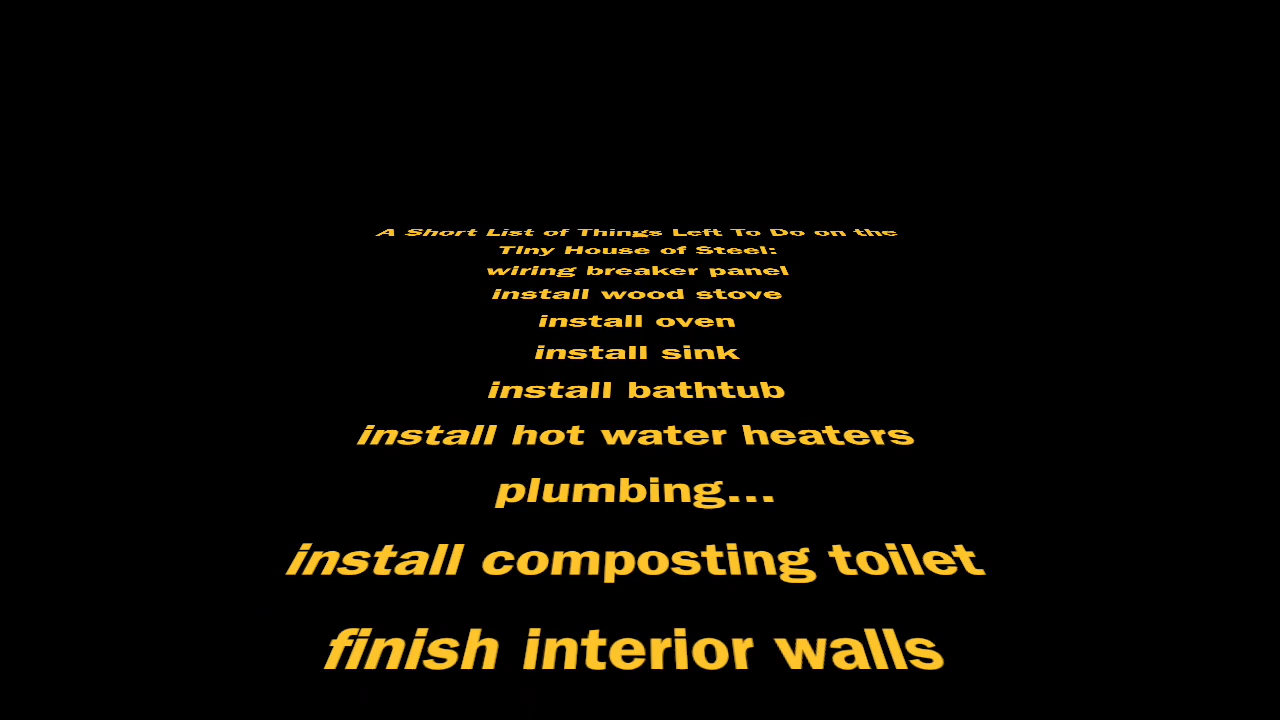 A Short List of Things Left To Do on the
TIny House of Steel:
wiring breaker panel
install wood stove
install oven
install sink
install bathtub
install hot water heaters
plumbing...
install composting toilet
finish interior walls